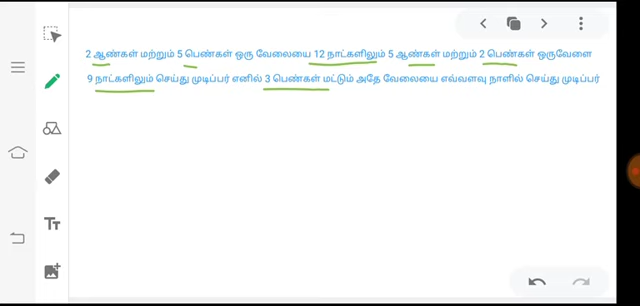 2 ஆண்கள் மற்றும் 5 பெண்கள் ஒரு வேலையை 12 நாட்களிலும் 5 ஆண்கள் மற்றும் 2 பெண்கள் ஒருவேளை
9 நாட்களிலும் செய்து முடிப்பர் எனில் 3 பெண்கள் மட்டும் அதே வேலையை எவ்வளவு நாளில் செய்து முடிப்பர்